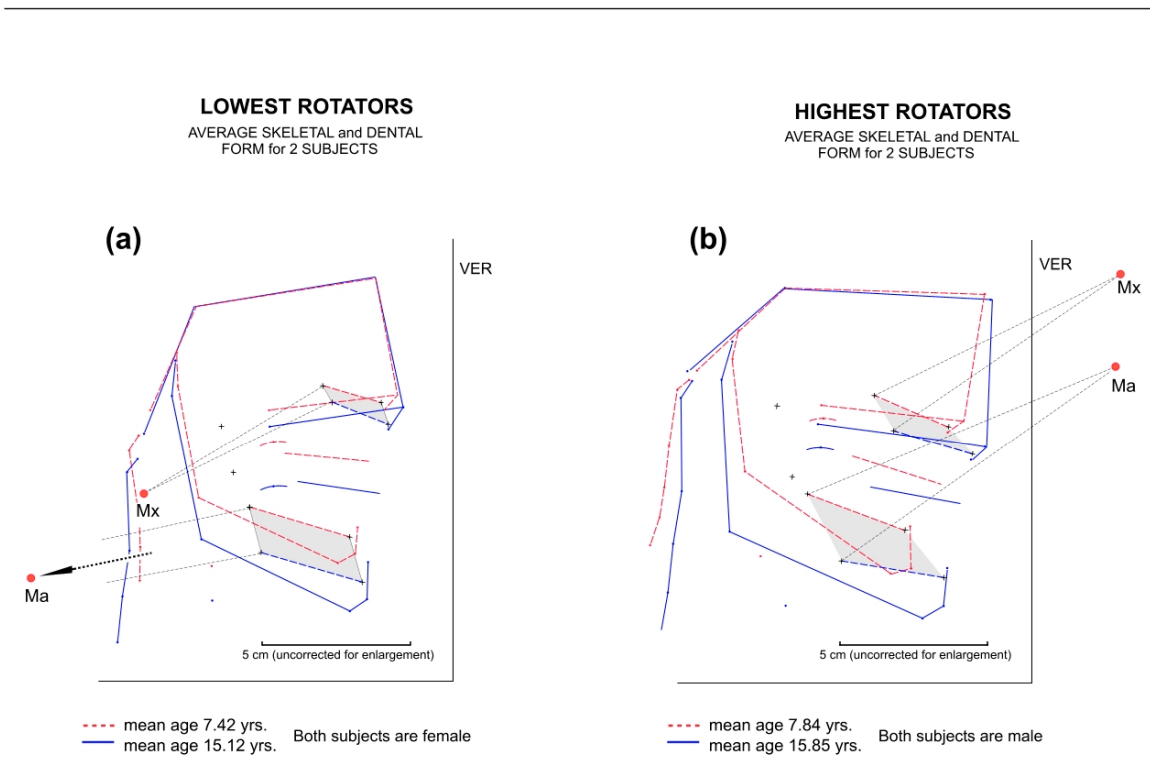 LOWEST ROTATORS
AVERAGE SKELETAL and DENTAL
FORM for 2 SUBJECTS
(a)
VER
Mx
Ma
5 cm (uncorrected for enlargement)
mean age 7.42 yrs.
mean age 15.12 yrs.
Both subjects are female
HIGHEST ROTATORS
AVERAGE SKELETAL and DENTAL
FORM for 2 SUBJECTS
(b)
VER
Mx
Ma
5 cm (uncorrected for enlargement)
mean age 7.84 yrs.
mean age 15.85 yrs.
Both subjects are male